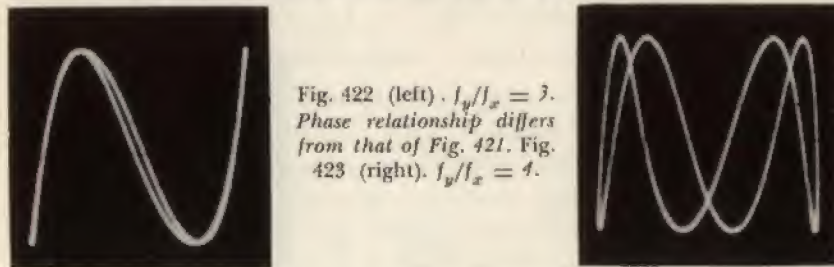 Fig. 422 (left). fy/fx = 3.
Phase relationship differs
from that of Fig. 421. Fig.
423 (right). fy/fx = 4.